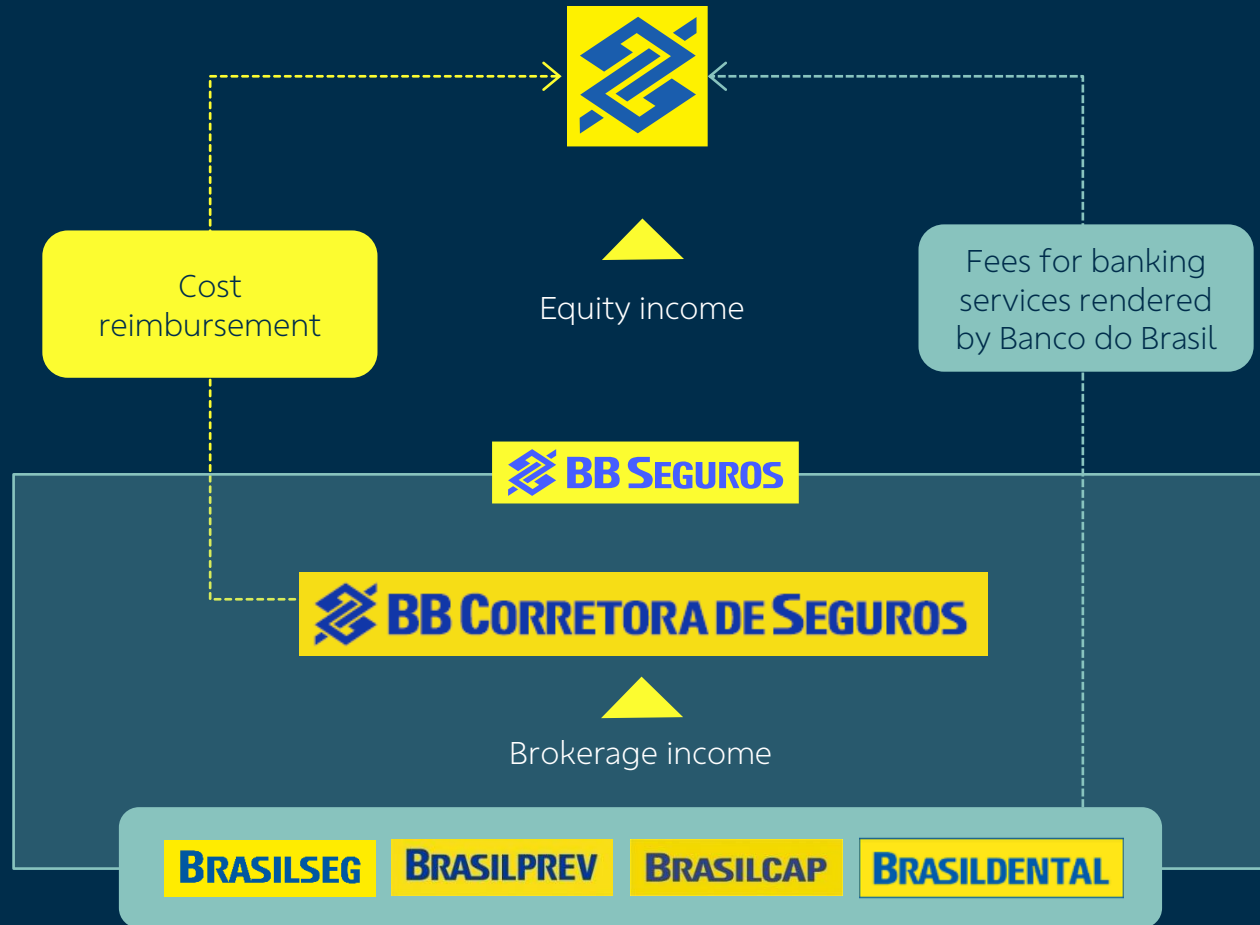 Cost
reimbursement
Equity income
Fees for banking
services rendered
by Banco do Brasil
BB SEGUROS
BB CORRETORA DE SEGUROS
Brokerage income
BRASILSEG
BRASILPREV
BRASILCAP
BRASILDENTAL